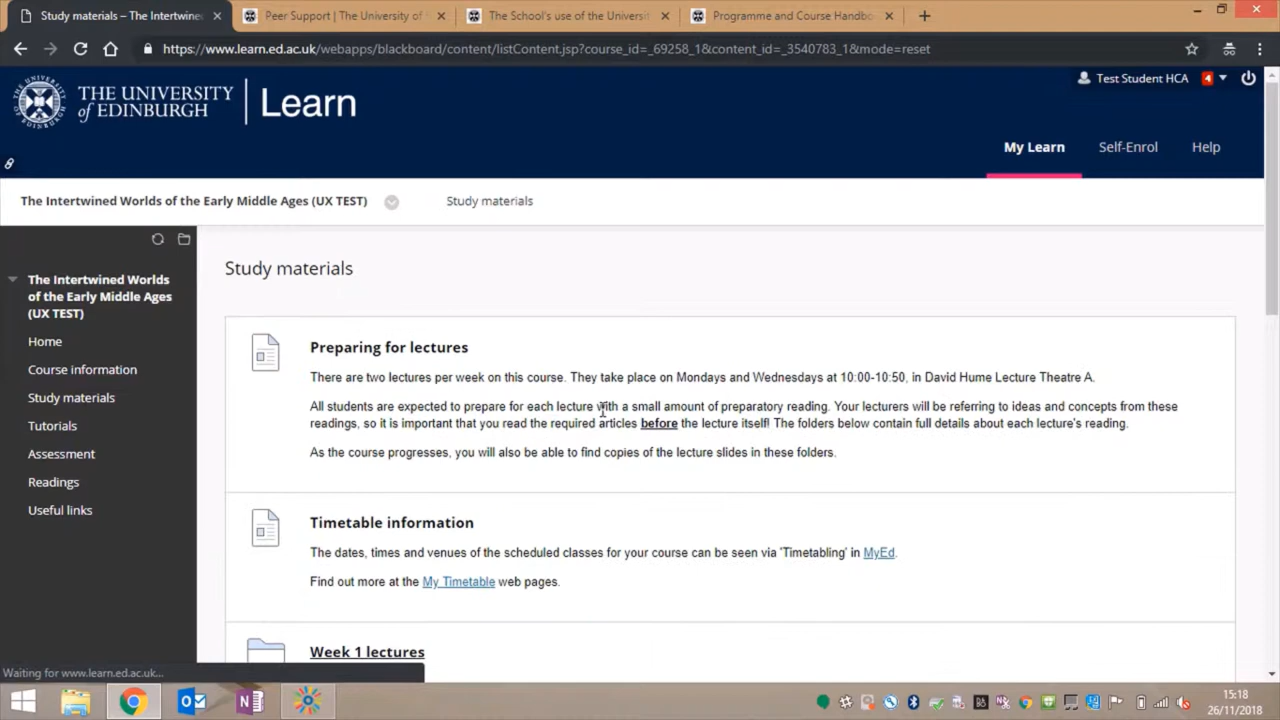 Study materials – The Intertwine
Peer Support | The University of
The School's use of the Universit
Programme and Course Handbo
https://www.learn.ed.ac.uk/webapps/blackboard/content/listContent.jsp?course_id=_69258_1&content_id=_3540783_1&mode=reset
THE UNIVERSITY of EDINBURGH
Learn
Test Student HCA 4
My Learn Self-Enrol Help
The Intertwined Worlds of the Early Middle Ages (UX TEST) Study materials
The Intertwined Worlds
of the Early Middle Ages
(UX TEST)
Home
Course information
Study materials
Tutorials
Assessment
Readings
Useful links
Study materials
Preparing for lectures
There are two lectures per week on this course. They take place on Mondays and Wednesdays at 10:00-10:50, in David Hume Lecture Theatre A.
All students are expected to prepare for each lecture with a small amount of preparatory reading. Your lecturers will be referring to ideas and concepts from these
readings, so it is important that you read the required articles before the lecture itself! The folders below contain full details about each lecture's reading.
As the course progresses, you will also be able to find copies of the lecture slides in these folders.
Timetable information
The dates, times and venues of the scheduled classes for your course can be seen via 'Timetabling' in MyEd.
Find out more at the My Timetable web pages.
Week 1 lectures
Waiting for www.learn.ed.ac.uk...
15:18
26/11/2018